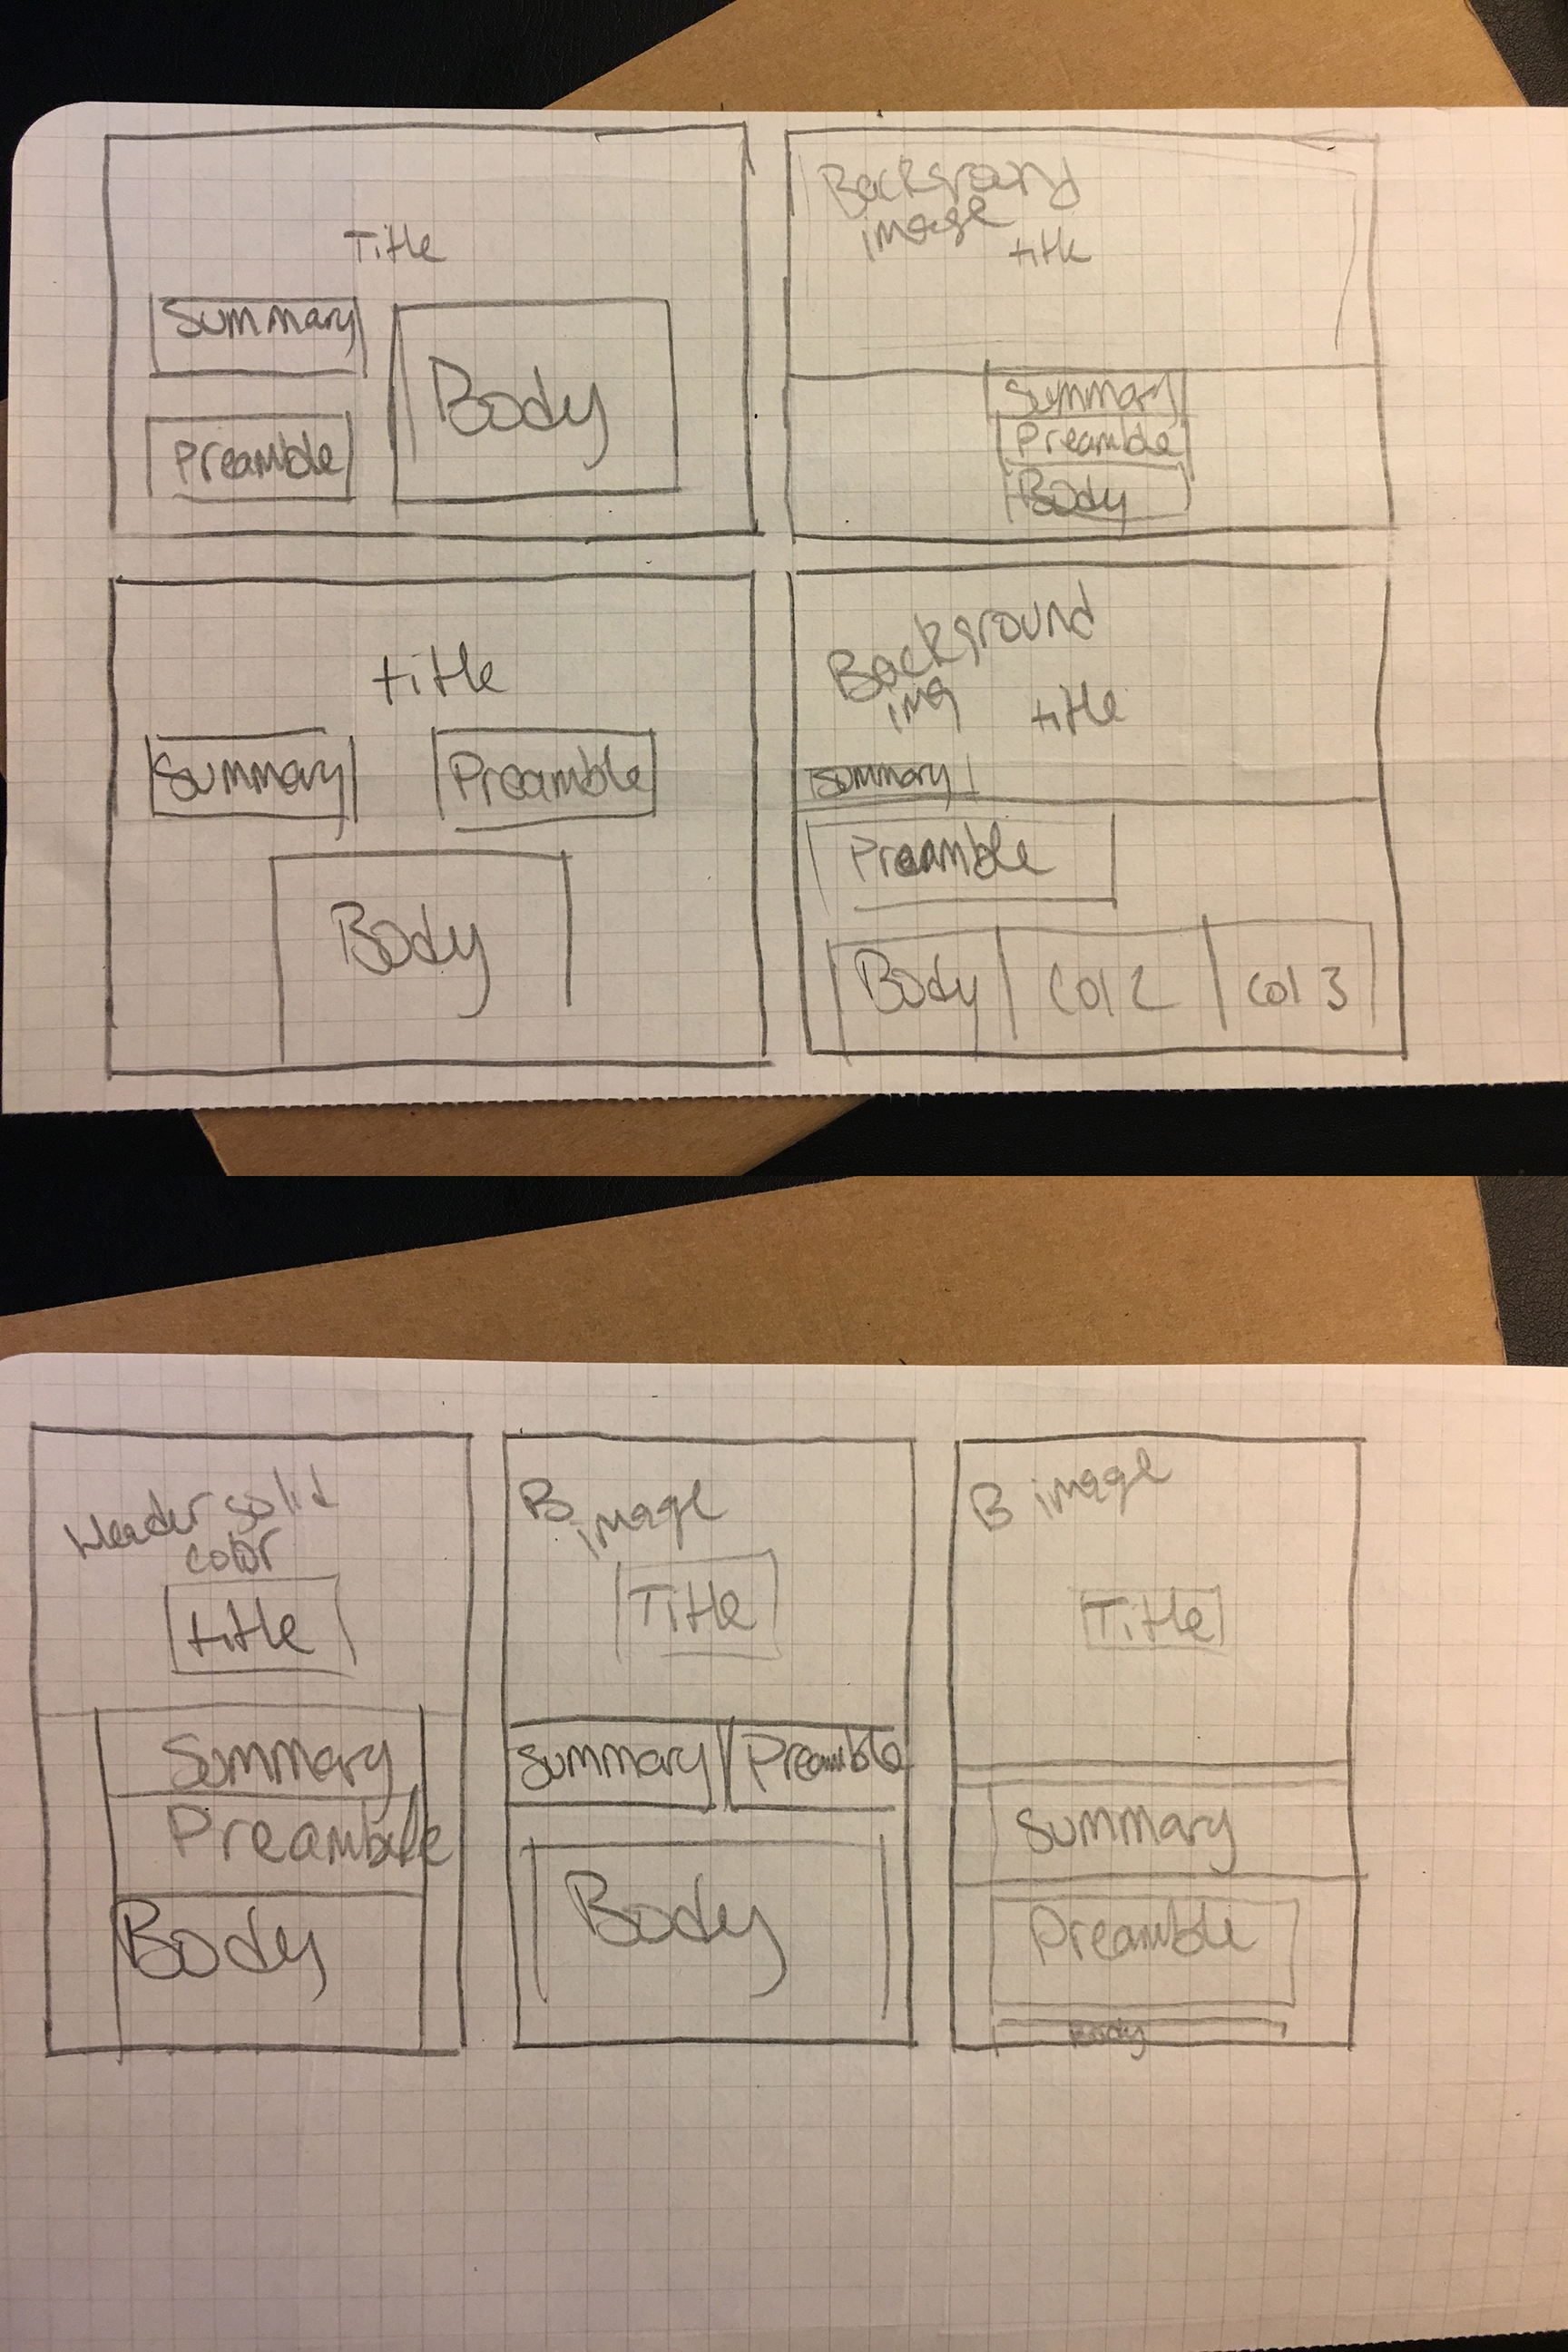 Title
Summary
Preamble
Body
Background
image
title
Summary
Preamble
Body
title
Summary
Preamble
Body
Background
img
title
Summary
Preamble
Body
Col 2
Col 3
Header solid
color
title
Summary
Preamble
Body
B
image
Title
Summary
Preamble
Body
B image
Title
Summary
Preamble
Body